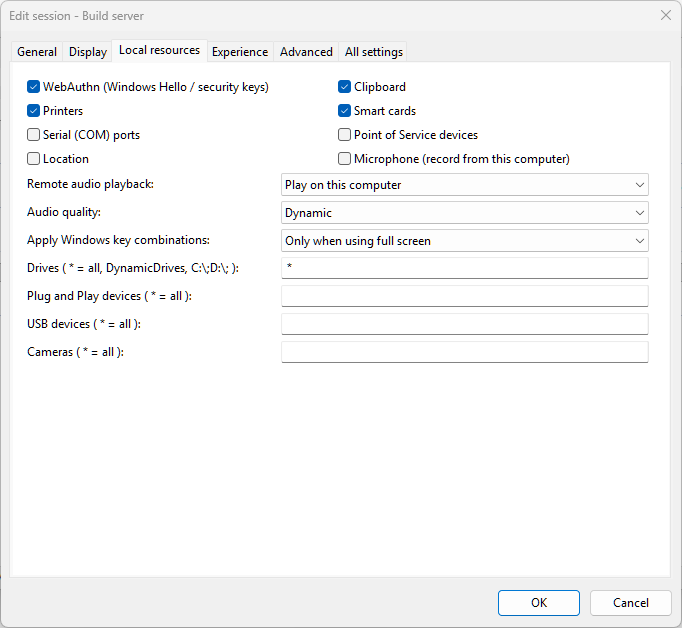 Edit session - Build server
General Display Local resources Experience Advanced All settings
WebAuthn (Windows Hello / security keys) Clipboard
Printers Smart cards
Serial (COM) ports Point of Service devices
Location Microphone (record from this computer)
Remote audio playback: Play on this computer
Audio quality: Dynamic
Apply Windows key combinations: Only when using full screen
Drives ( * = all, DynamicDrives, C:\;D:\; ): *
Plug and Play devices ( * = all ):
USB devices ( * = all ):
Cameras ( * = all ):
OK Cancel